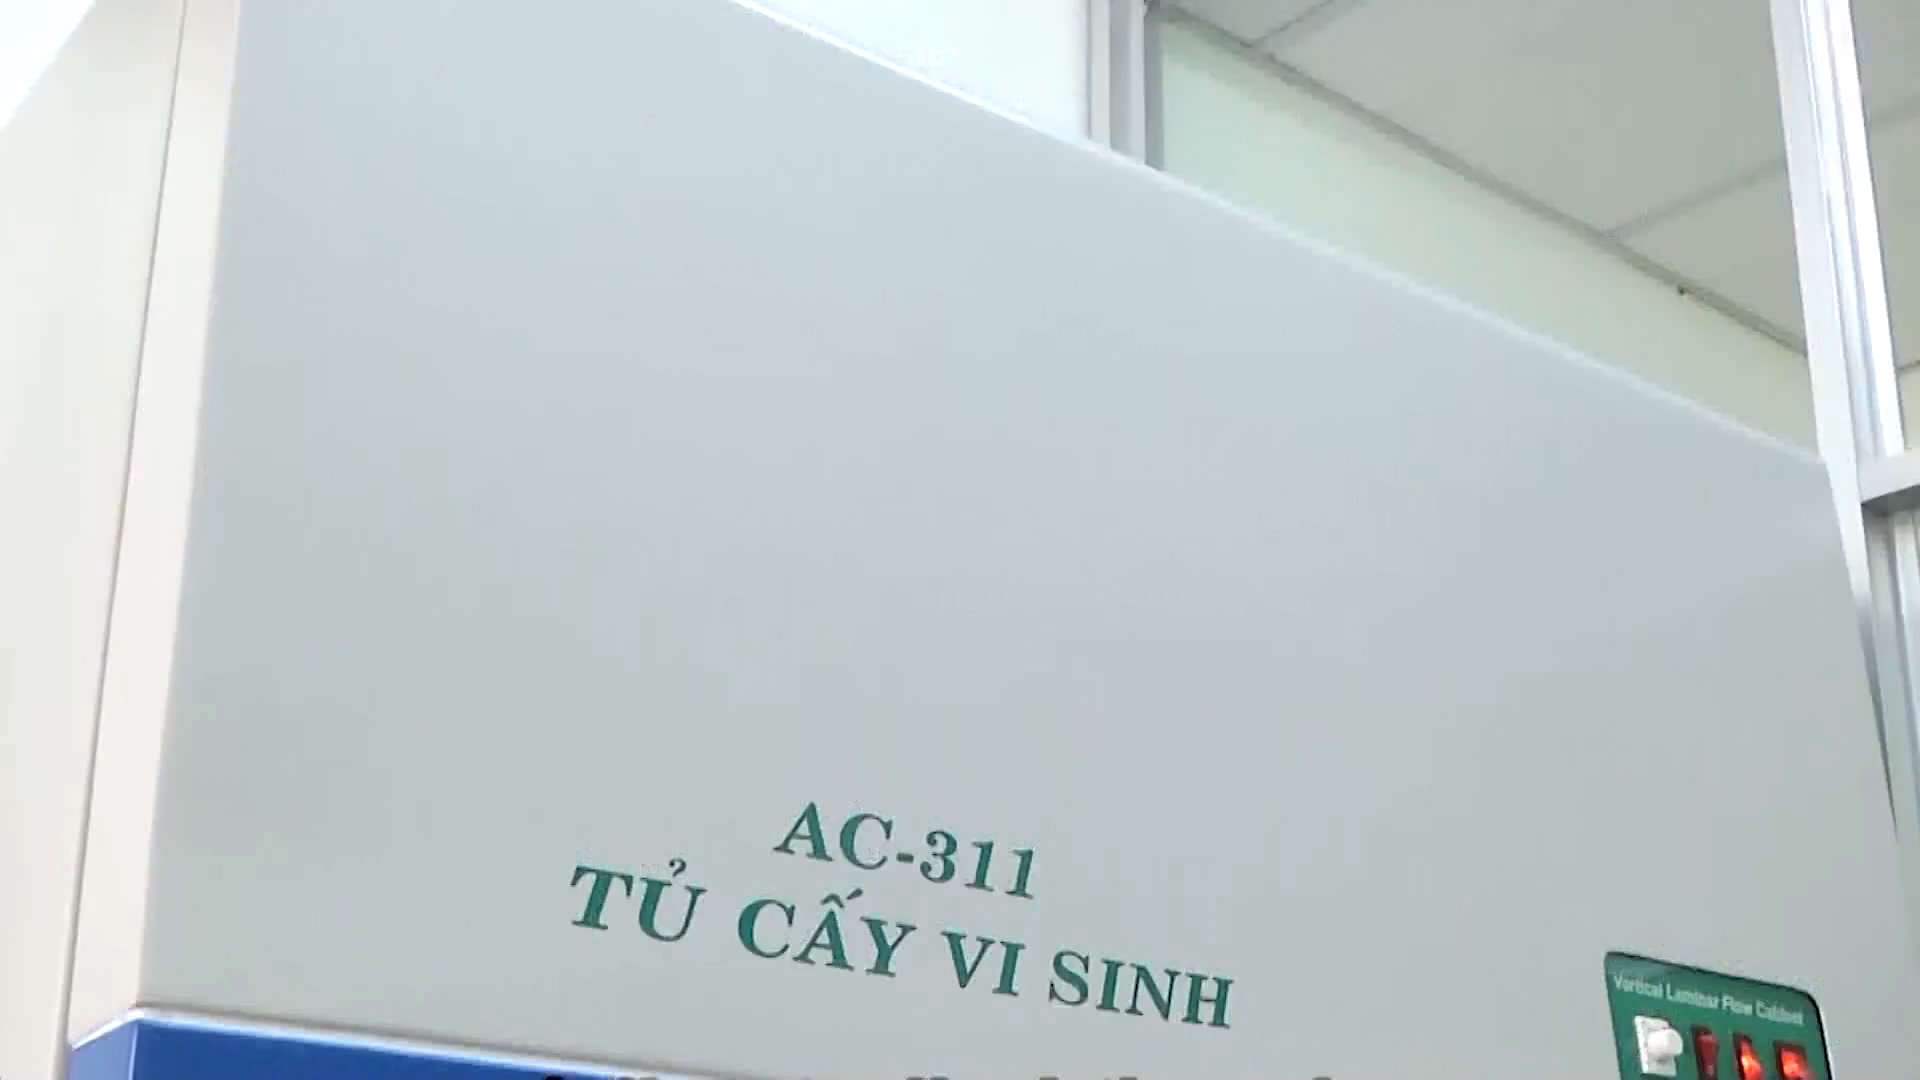 AC-311
TỦ CẤY VI SINH
Vertical Laminar Flow Cabinet